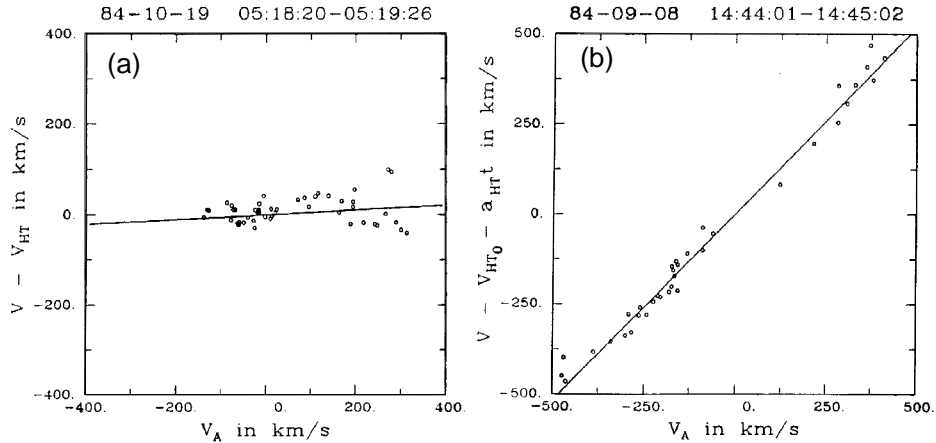 84-10-19 05:18:20-05:19:26
(a)
400.
200.
0.
-200.
-400.
V - V_HT in km/s
-400. -200. 0. 200. 400.
V_A in km/s
84-09-08 14:44:01-14:45:02
(b)
500.
250.
0.
-250.
-500.
V - V_HT0 - a_HT t in km/s
-500. -250. 0. 250. 500.
V_A in km/s